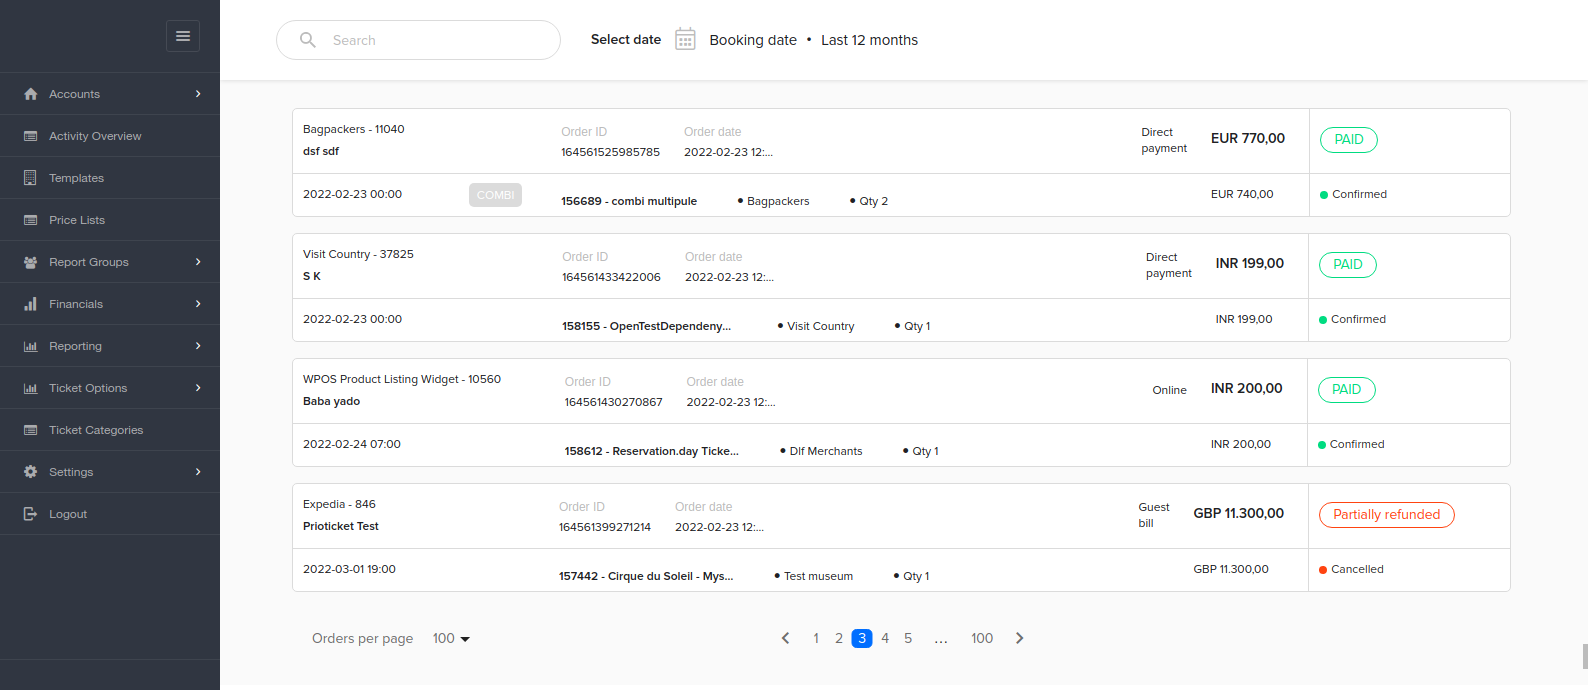 Search
Select date Booking date • Last 12 months
Accounts
Activity Overview
Templates
Price Lists
Report Groups
Financials
Reporting
Ticket Options
Ticket Categories
Settings
Logout
Bagpackers - 11040
dsf sdf
Order ID
164561525985785
Order date
2022-02-23 12:...
Direct
payment
EUR 770,00
PAID
2022-02-23 00:00
COMBI
156689 - combi multipule • Bagpackers • Qty 2
EUR 740,00
Confirmed
Visit Country - 37825
S K
Order ID
164561433422006
Order date
2022-02-23 12:...
Direct
payment
INR 199,00
PAID
2022-02-23 00:00
158155 - OpenTestDependeny... • Visit Country • Qty 1
INR 199,00
Confirmed
WPOS Product Listing Widget - 10560
Baba yado
Order ID
164561430270867
Order date
2022-02-23 12:...
Online
INR 200,00
PAID
2022-02-24 07:00
158612 - Reservation.day Ticke... • Dlf Merchants • Qty 1
INR 200,00
Confirmed
Expedia - 846
Prioticket Test
Order ID
164561399271214
Order date
2022-02-23 12:...
Guest
bill
GBP 11.300,00
Partially refunded
2022-03-01 19:00
157442 - Cirque du Soleil - Mys... • Test museum • Qty 1
GBP 11.300,00
Cancelled
Orders per page 100
1 2 3 4 5 ... 100